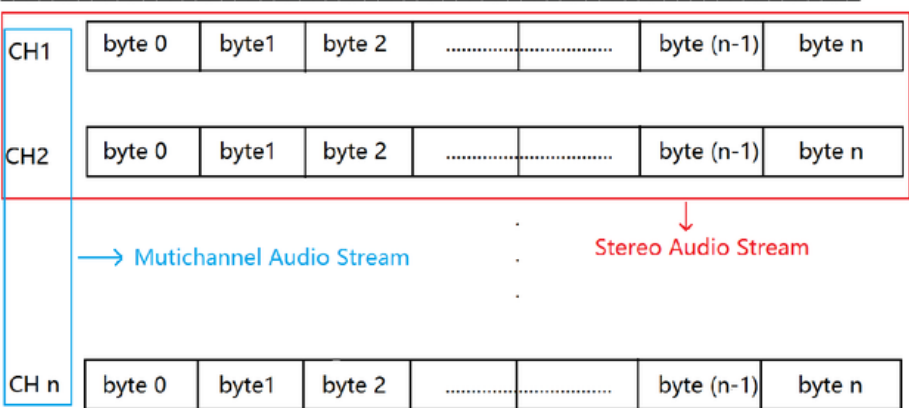 CH1 byte 0 byte1 byte 2 ................................. byte (n-1) byte n
CH2 byte 0 byte1 byte 2 ................................. byte (n-1) byte n
Stereo Audio Stream
Mutichannel Audio Stream
CH n byte 0 byte1 byte 2 ................................. byte (n-1) byte n